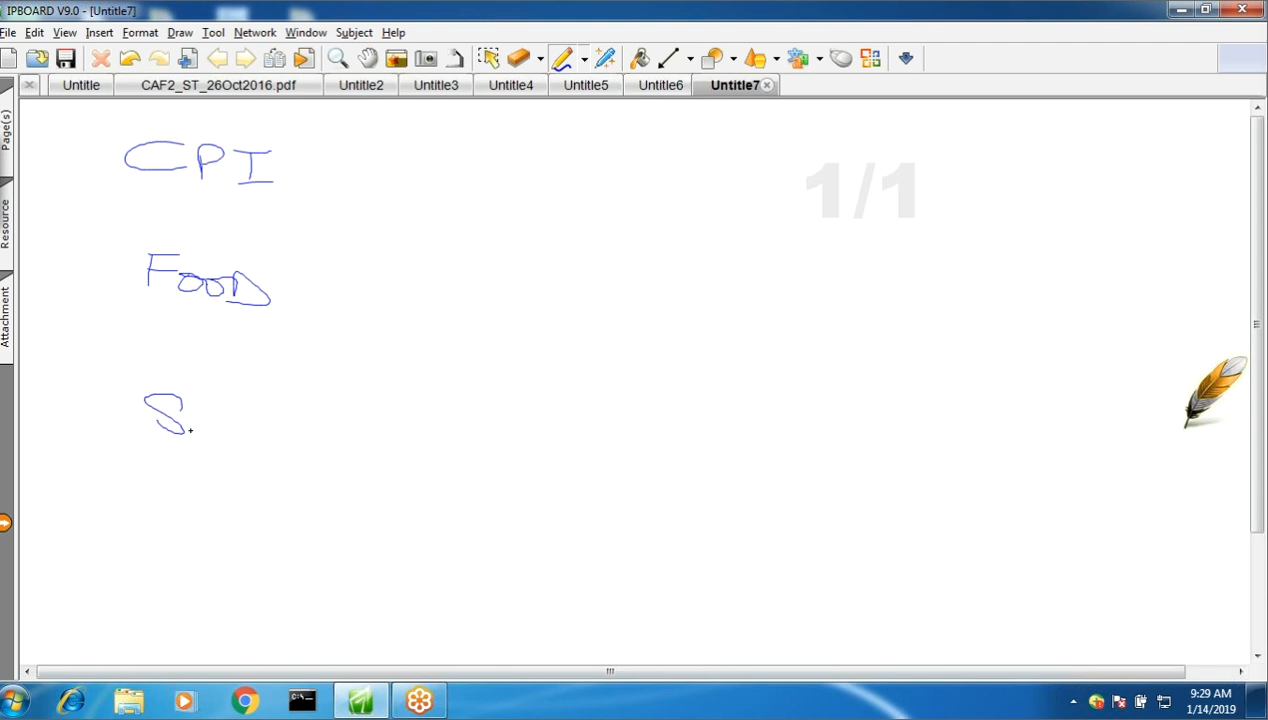 IPBOARD V9.0 - [Untitle7]
File Edit View Insert Format Draw Tool Network Window Subject Help
Untitle CAF2_ST_26Oct2016.pdf Untitle2 Untitle3 Untitle4 Untitle5 Untitle6 Untitle7
Page(s)
Resource
Attachment
1/1
CPI
FooD
S
9:29 AM
1/14/2019